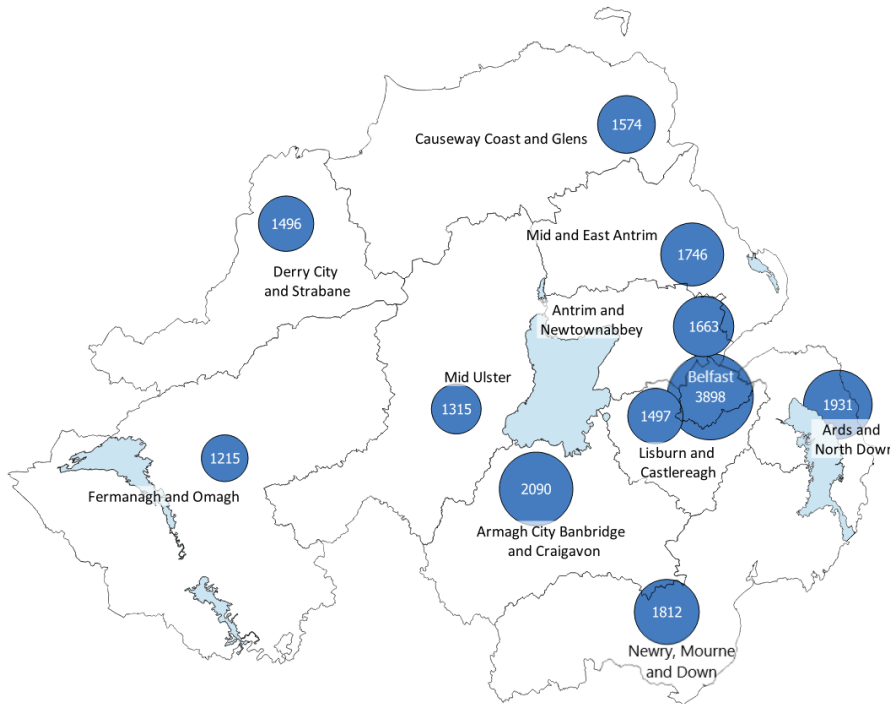 1574
Causeway Coast and Glens
1496
Derry City
and Strabane
Mid and East Antrim
1746
Antrim and
Newtownabbey
1663
Mid Ulster
1315
Belfast
3898
1497
Lisburn and
Castlereagh
1931
Ards and
North Down
1215
Fermanagh and Omagh
2090
Armagh City Banbridge
and Craigavon
1812
Newry, Mourne
and Down